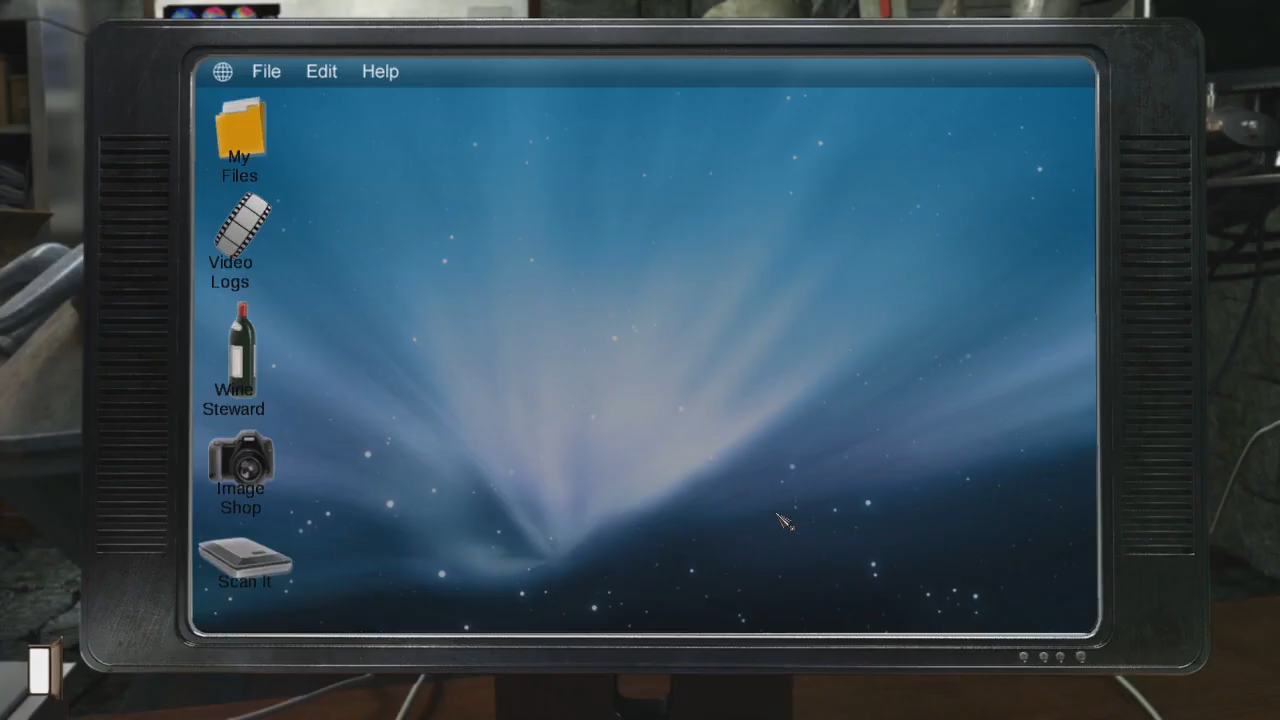 File Edit Help
My
Files
Video
Logs
Wine
Steward
Image
Shop
Scan It